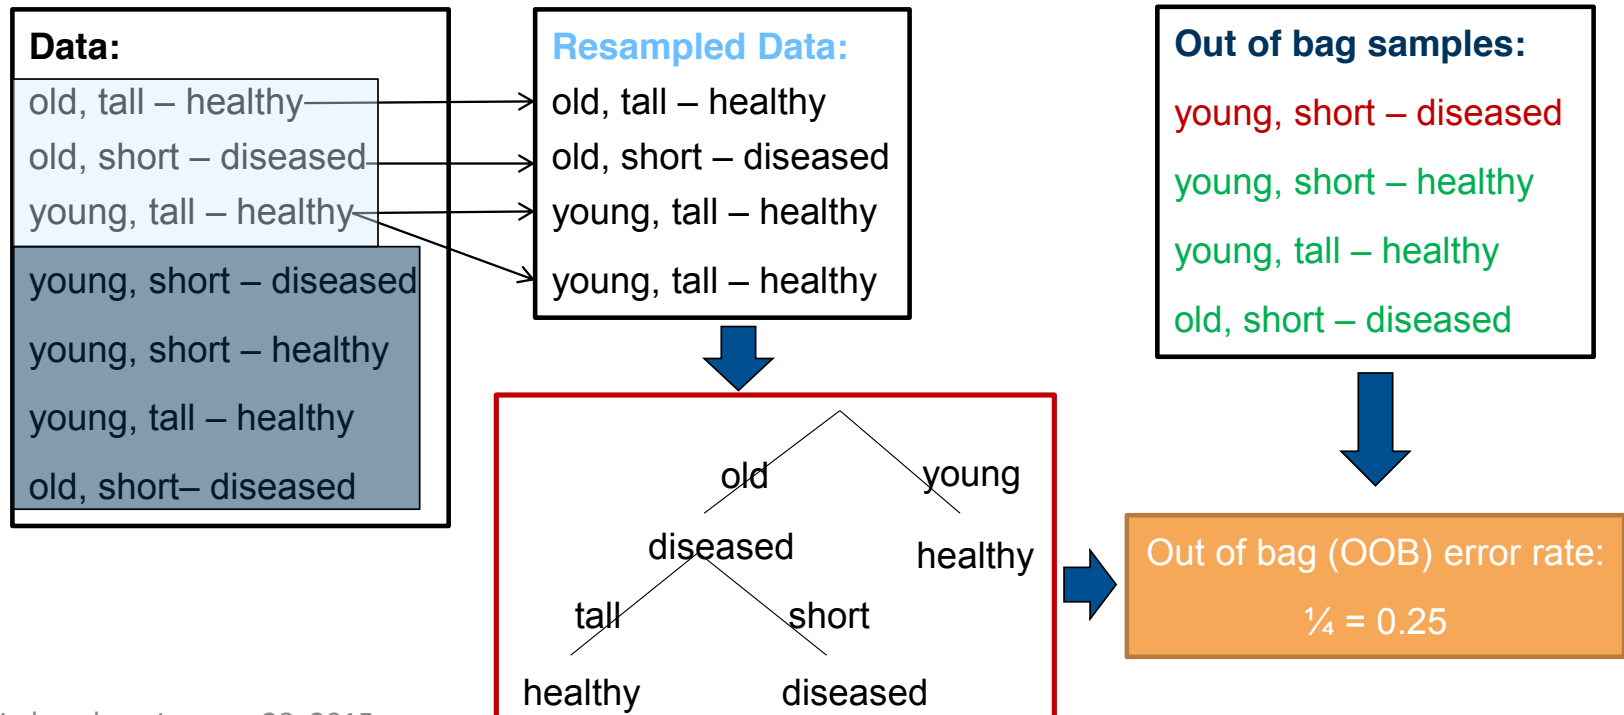 Data:
old, tall – healthy
old, short – diseased
young, tall – healthy
young, short – diseased
young, short – healthy
young, tall – healthy
old, short– diseased
Resampled Data:
old, tall – healthy
old, short – diseased
young, tall – healthy
young, tall – healthy
Out of bag samples:
young, short – diseased
young, short – healthy
young, tall – healthy
old, short – diseased
old young
diseased healthy
tall short
healthy diseased
Out of bag (OOB) error rate:
¼ = 0.25